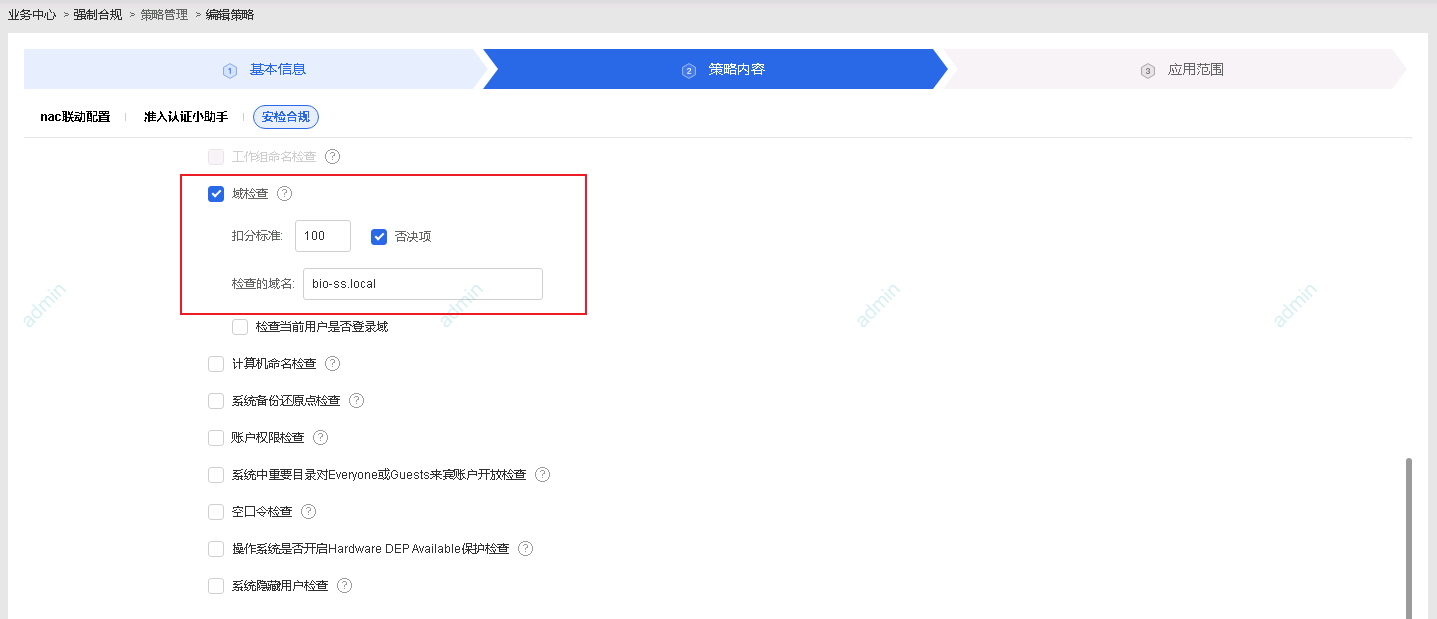 业务中心 > 强制合规 > 策略管理 > 编辑策略
1 基本信息 2 策略内容 3 应用范围
nac联动配置 准入认证小助手 安检合规
工作组命名检查 ?
域检查 ?
扣分标准: 100 否决项
检查的域名: bio-ss.local
admin admin admin admin
检查当前用户是否登录域
计算机命名检查 ?
系统备份还原点检查 ?
账户权限检查 ?
系统中重要目录对Everyone或Guests来宾账户开放检查 ?
空口令检查 ?
操作系统是否开启Hardware DEP Available保护检查 ?
系统隐藏用户检查 ?